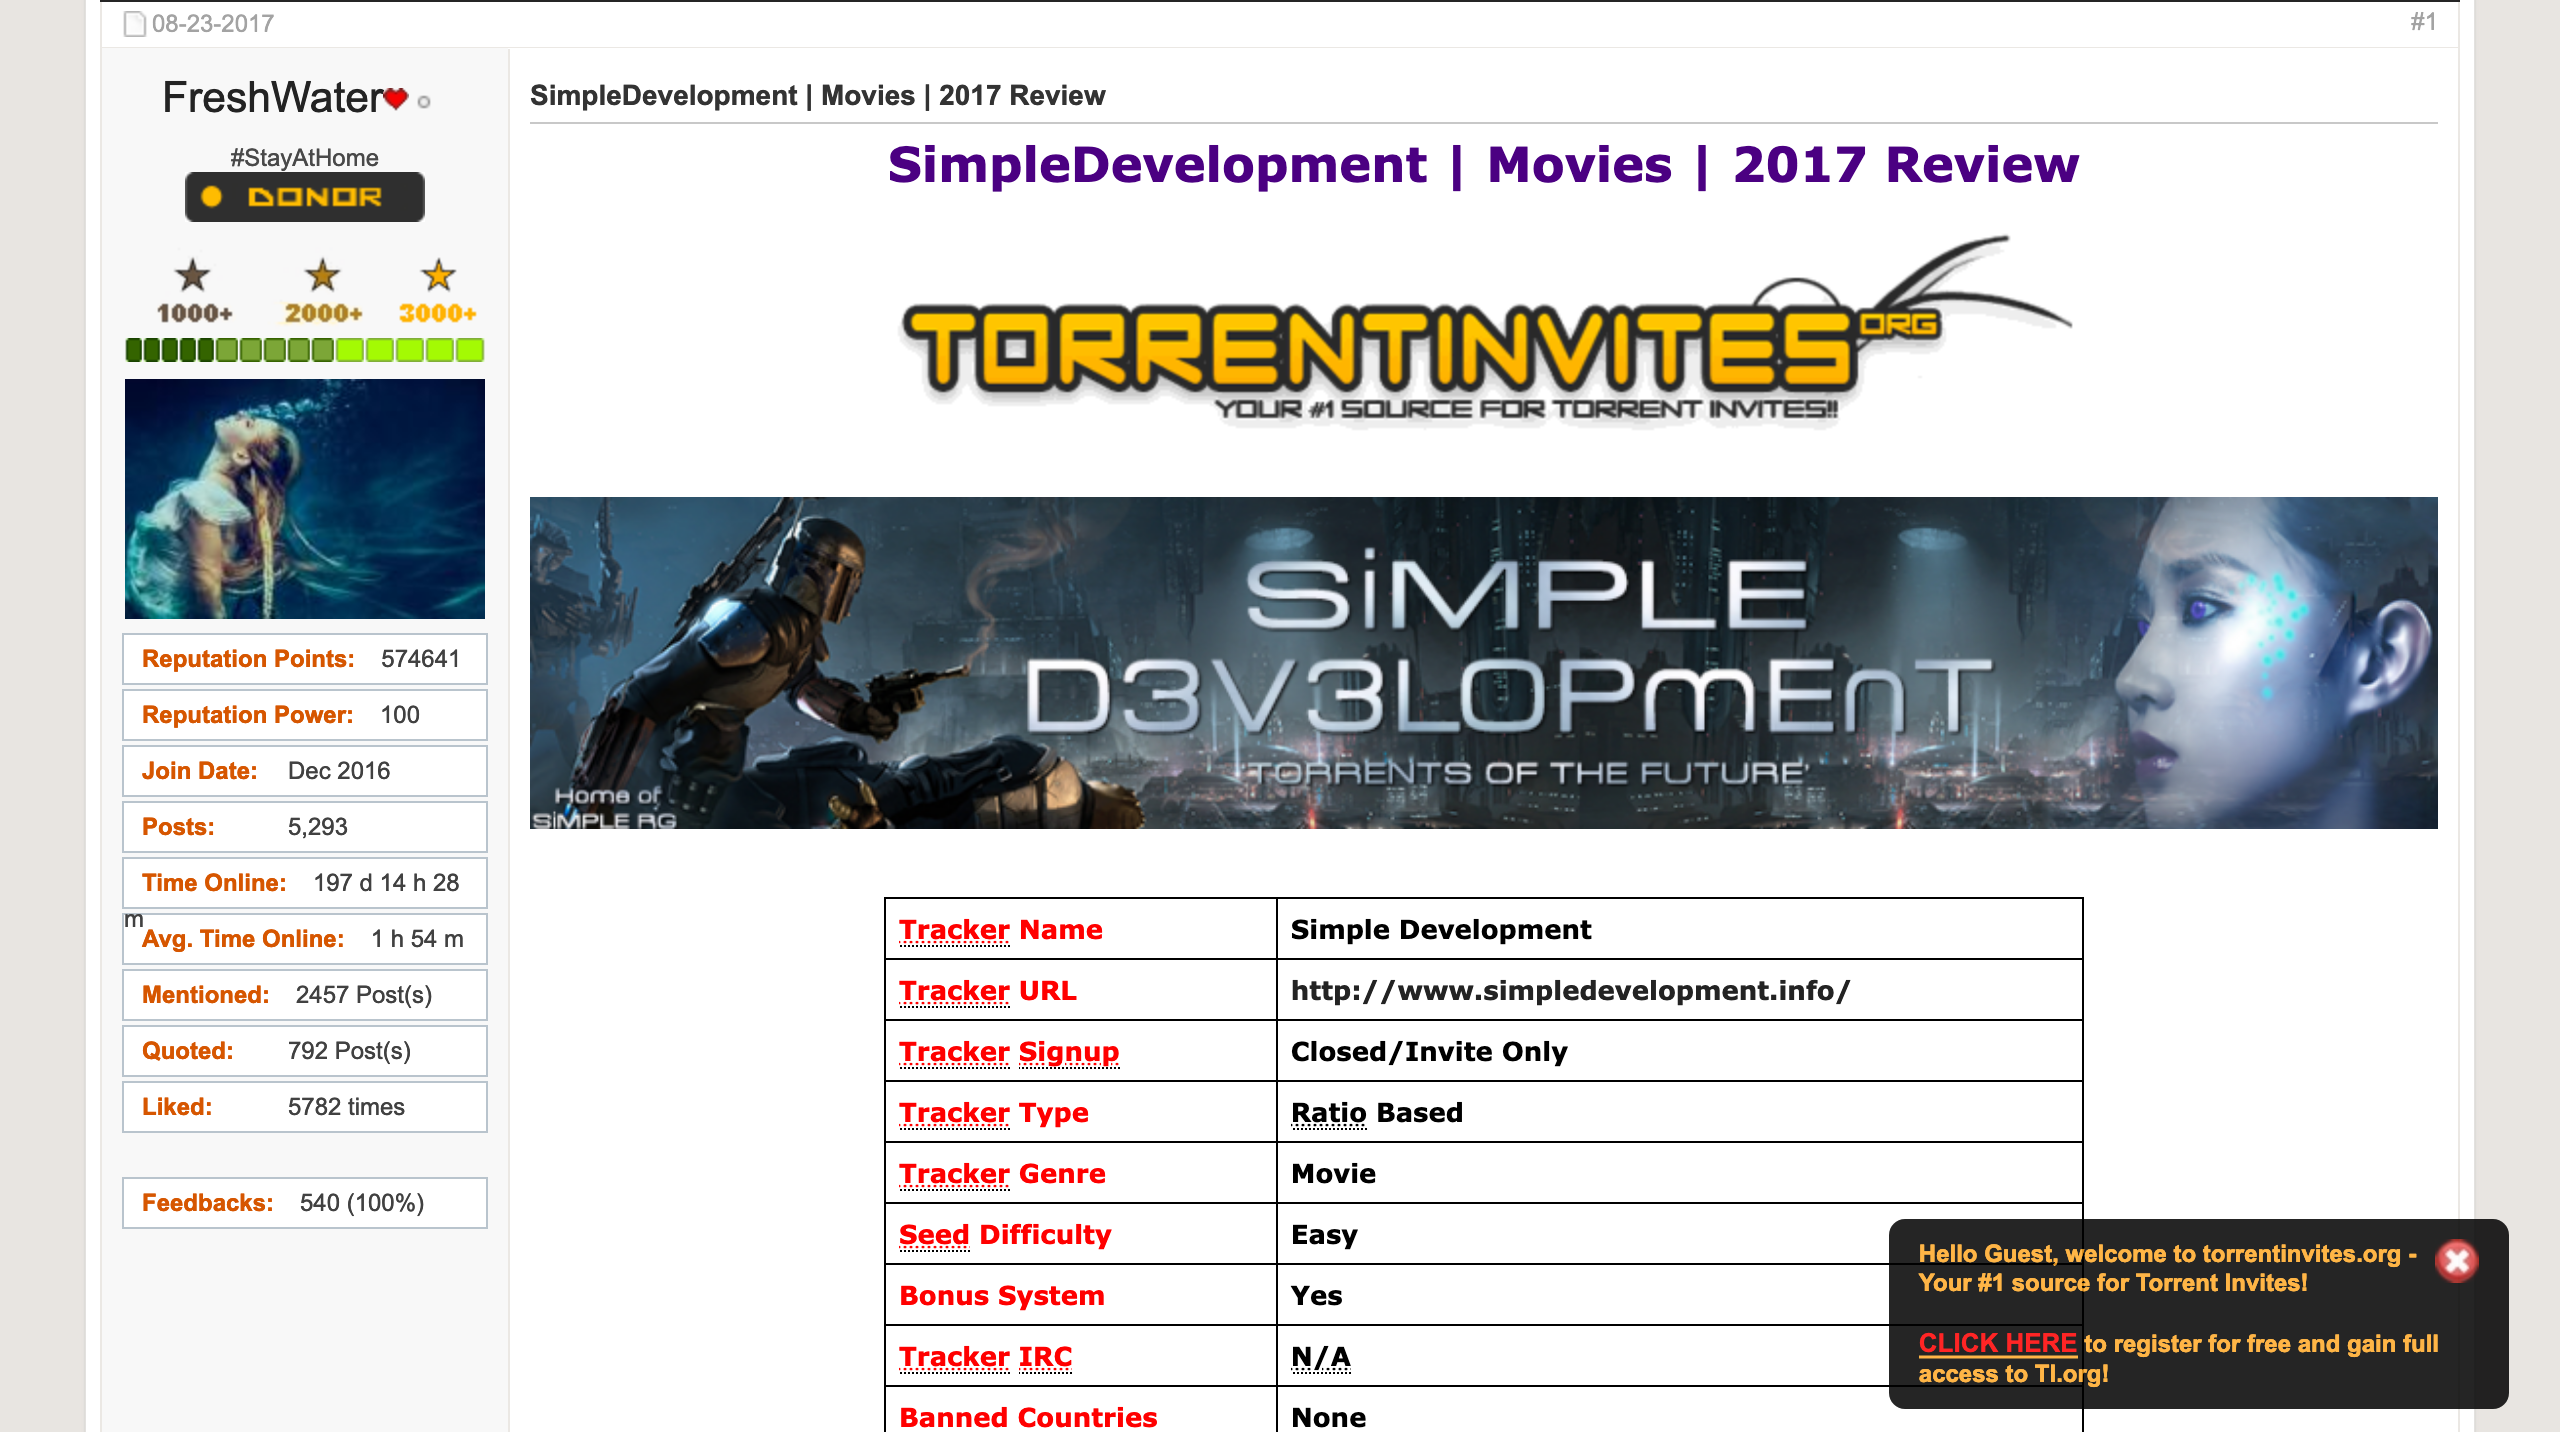 08-23-2017
#1
FreshWater
#StayAtHome
DONOR
1000+ 2000+ 3000+
Reputation Points: 574641
Reputation Power: 100
Join Date: Dec 2016
Posts: 5,293
Time Online: 197 d 14 h 28
m
Avg. Time Online: 1 h 54 m
Mentioned: 2457 Post(s)
Quoted: 792 Post(s)
Liked: 5782 times
Feedbacks: 540 (100%)
SimpleDevelopment | Movies | 2017 Review
SimpleDevelopment | Movies | 2017 Review
TORRENTINVITES ORG
YOUR #1 SOURCE FOR TORRENT INVITES!!
SiMPLE
D3V3LOPmEnT
'TORRENTS OF THE FUTURE'
Home of
SiMPLE RG
Tracker Name Simple Development
Tracker URL http://www.simpledevelopment.info/
Tracker Signup Closed/Invite Only
Tracker Type Ratio Based
Tracker Genre Movie
Seed Difficulty Easy
Bonus System Yes
Tracker IRC N/A
Banned Countries None
Hello Guest, welcome to torrentinvites.org -
Your #1 source for Torrent Invites!
CLICK HERE to register for free and gain full
access to TI.org!